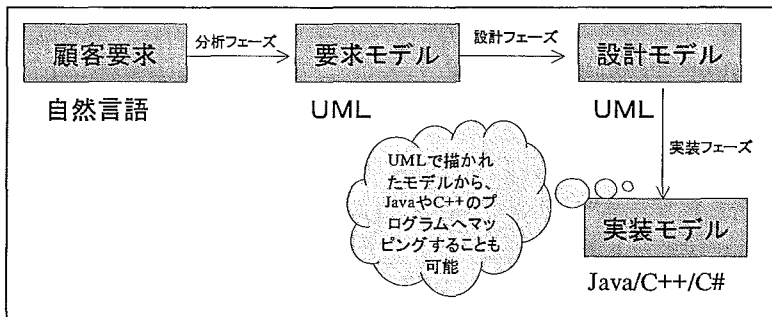 顧客要求
分析フェーズ
要求モデル
設計フェーズ
設計モデル
自然言語
UML
UML
実装フェーズ
UMLで描かれ
たモデルから、
JavaやC++のプ
ログラムへマッ
ピングすることも
可能
実装モデル
Java/C++/C#